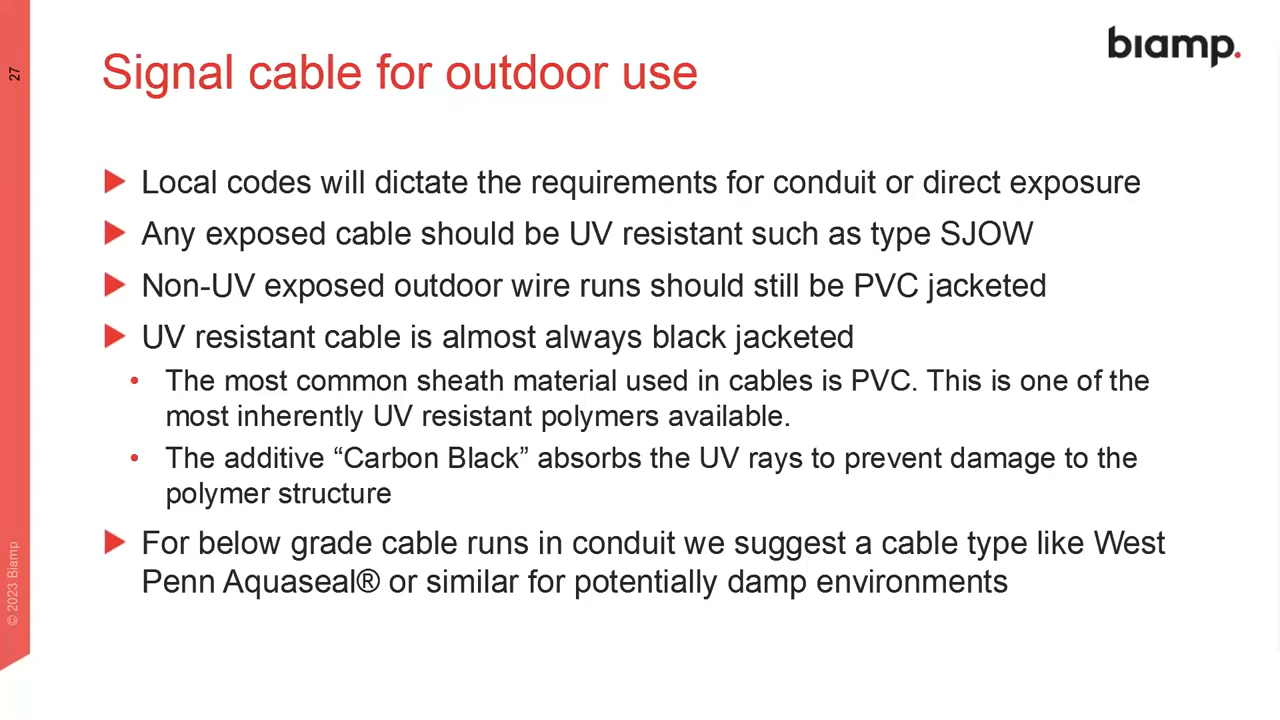 27
biamp.
Signal cable for outdoor use
Local codes will dictate the requirements for conduit or direct exposure
Any exposed cable should be UV resistant such as type SJOW
Non-UV exposed outdoor wire runs should still be PVC jacketed
UV resistant cable is almost always black jacketed
• The most common sheath material used in cables is PVC. This is one of the
most inherently UV resistant polymers available.
• The additive “Carbon Black” absorbs the UV rays to prevent damage to the
polymer structure
For below grade cable runs in conduit we suggest a cable type like West
Penn Aquaseal® or similar for potentially damp environments
© 2023 Biamp